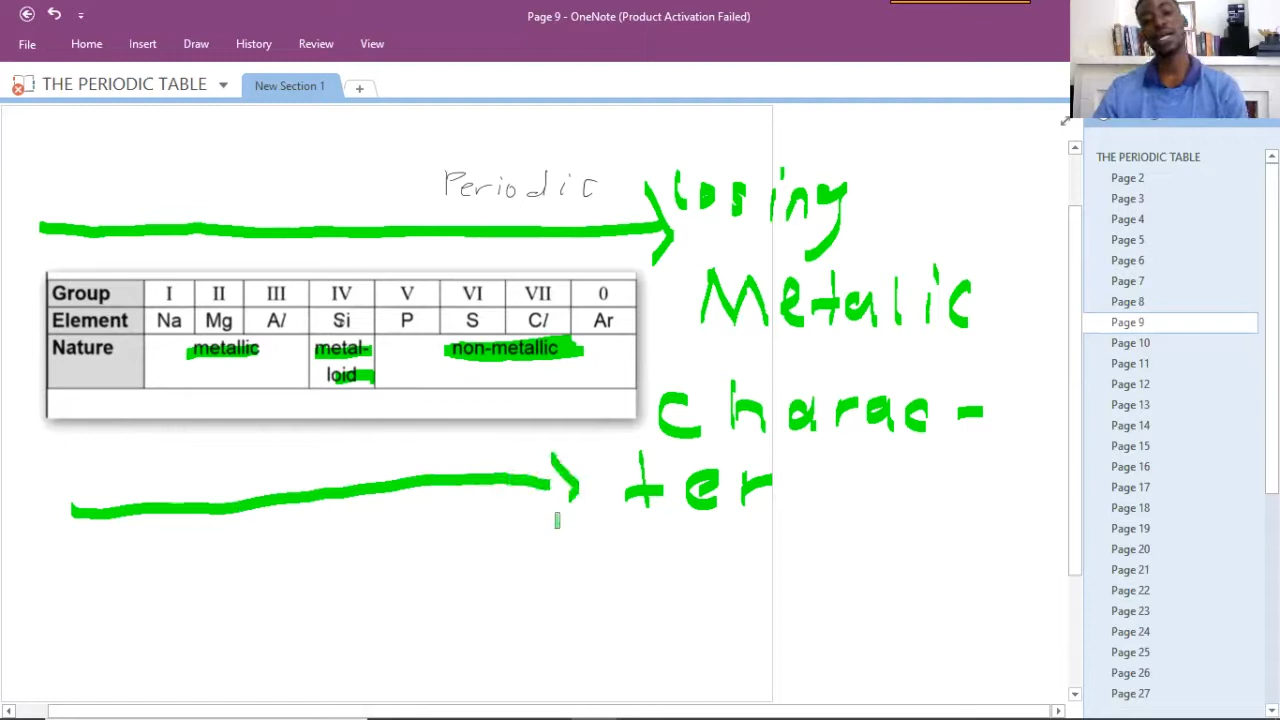 Page 9 - OneNote (Product Activation Failed)
File Home Insert Draw History Review View
THE PERIODIC TABLE New Section 1 +
Periodic
Losing
Metalic
charac-
ter
Group I II III IV V VI VII 0
Element Na Mg A/ Si P S C/ Ar
Nature metallic metal- non-metallic
loid
THE PERIODIC TABLE
Page 2
Page 3
Page 4
Page 5
Page 6
Page 7
Page 8
Page 9
Page 10
Page 11
Page 12
Page 13
Page 14
Page 15
Page 16
Page 17
Page 18
Page 19
Page 20
Page 21
Page 22
Page 23
Page 24
Page 25
Page 26
Page 27